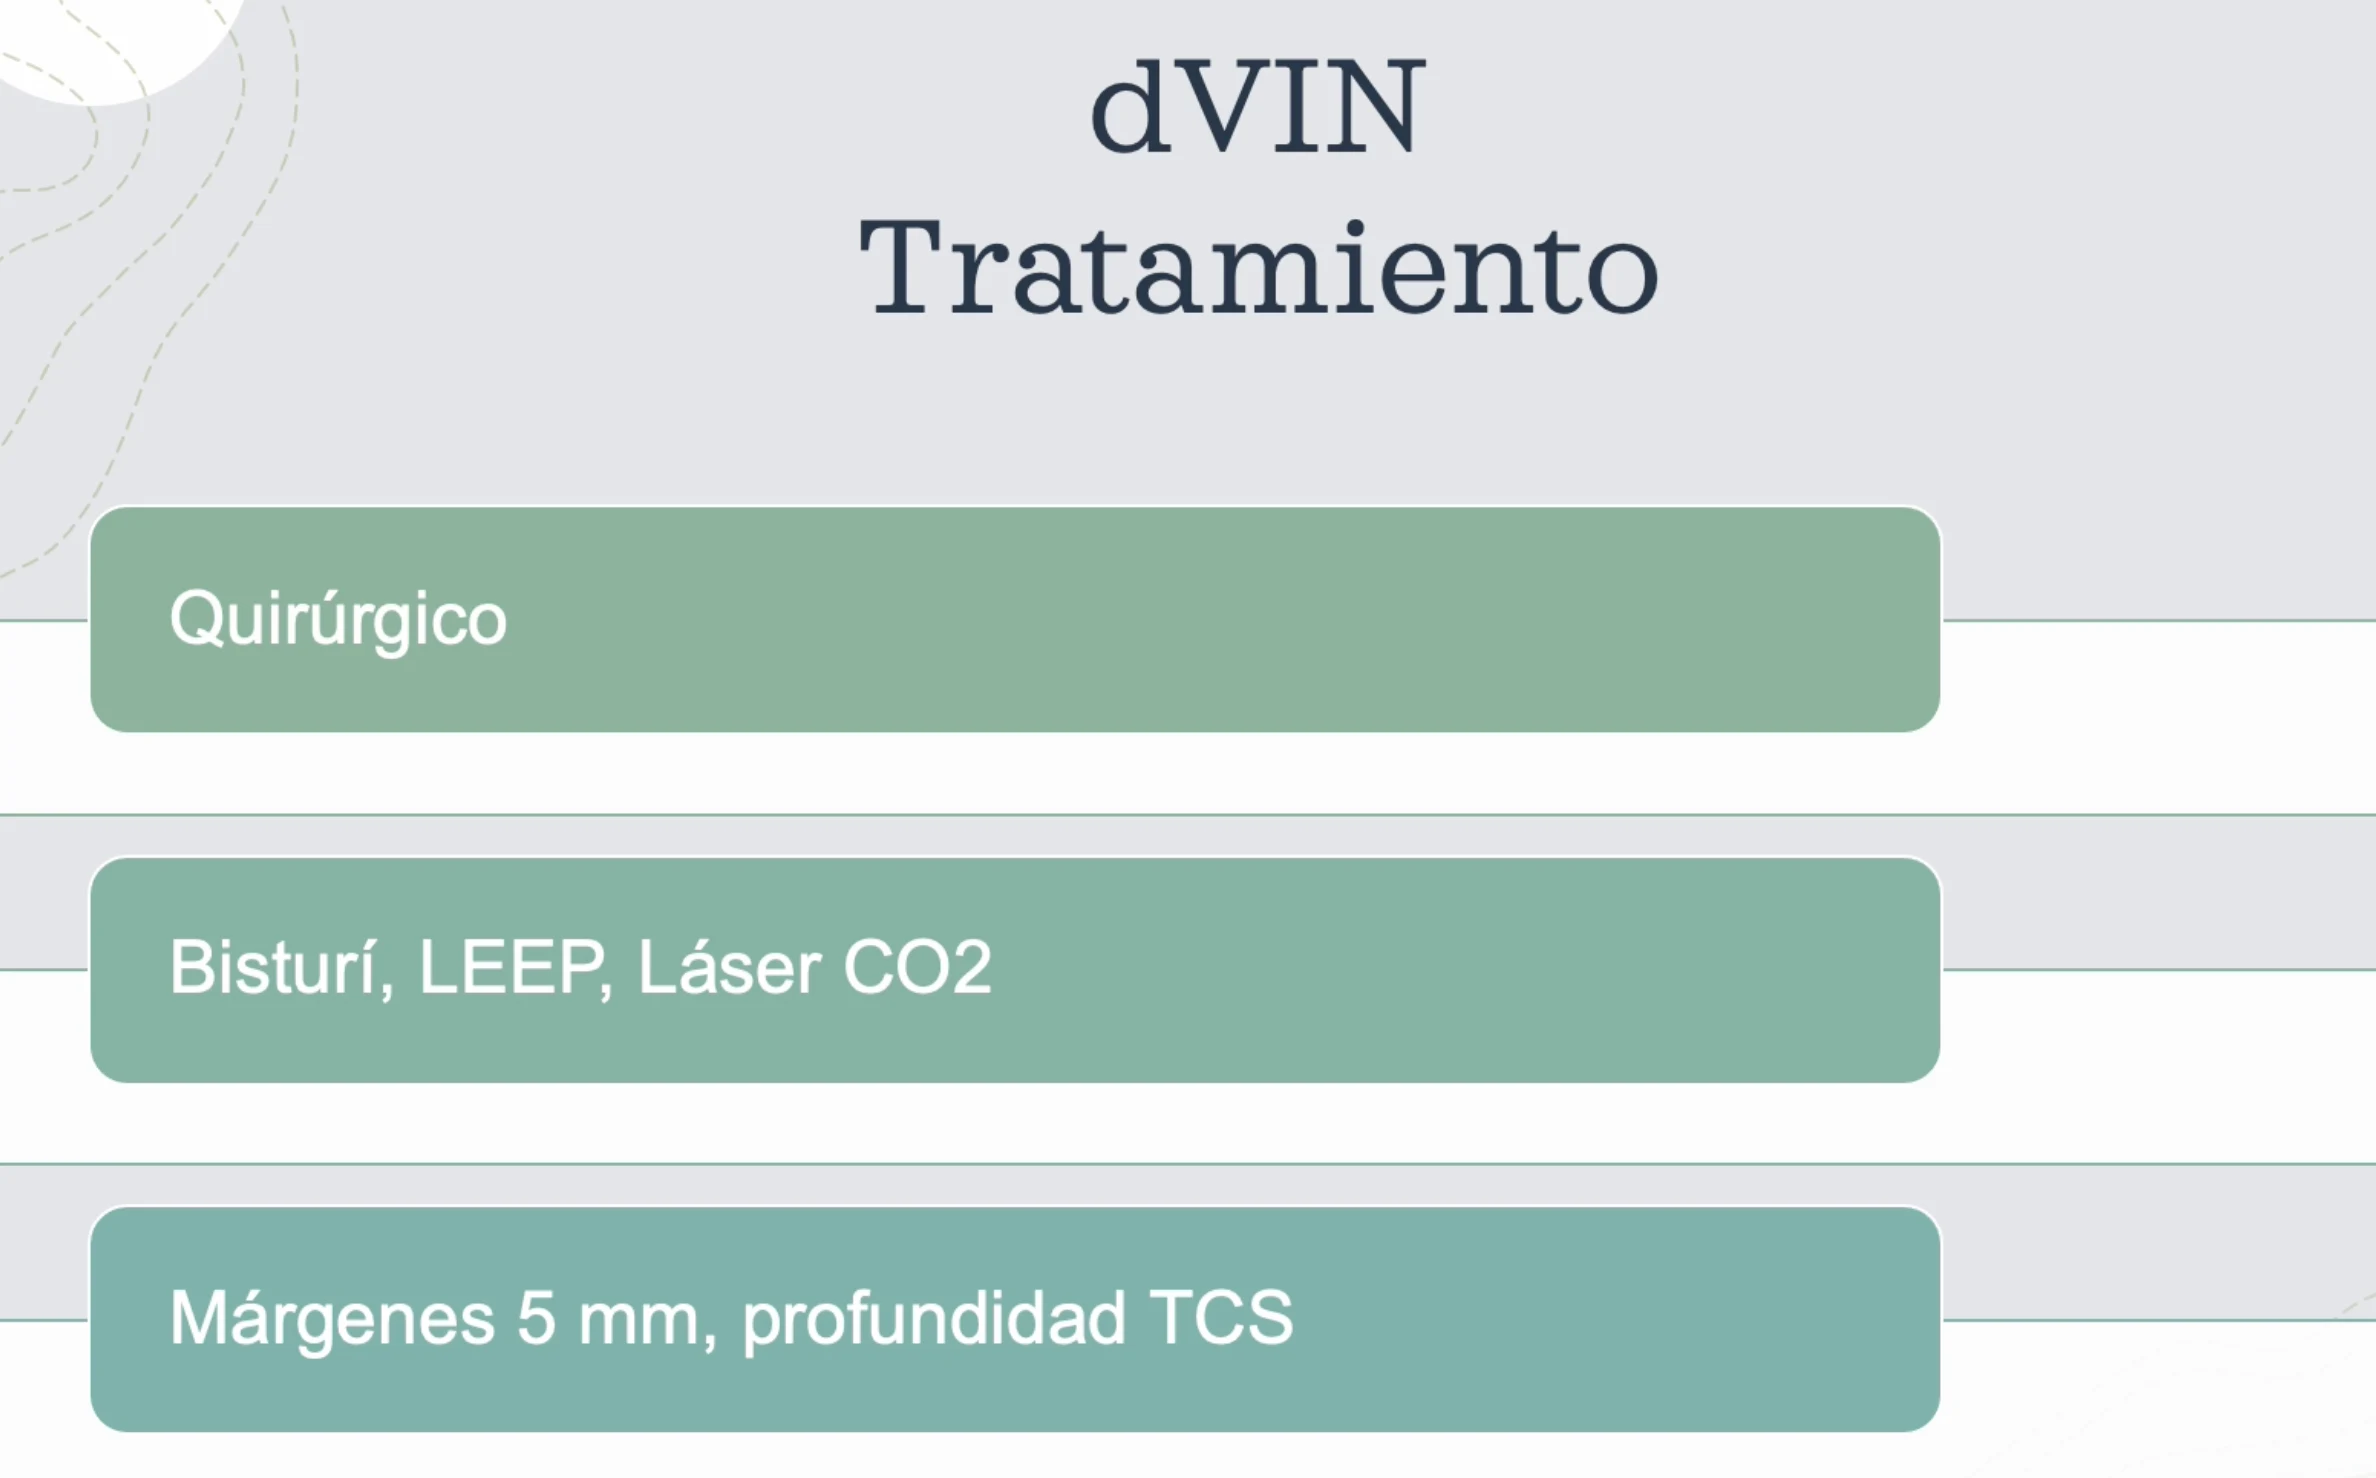 dVIN
Tratamiento
Quirúrgico
Bisturí, LEEP, Láser CO2
Márgenes 5 mm, profundidad TCS